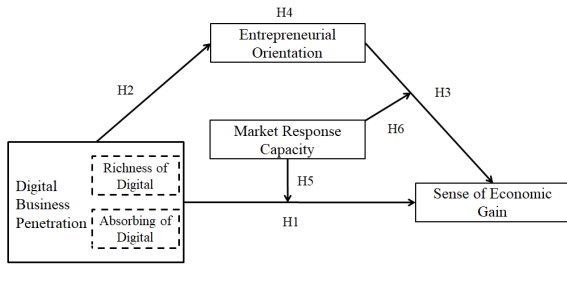 H4
Entrepreneurial
Orientation
H2
H3
Market Response
Capacity
H6
H5
Digital
Business
Penetration
Richness of
Digital
Absorbing of
Digital
H1
Sense of Economic
Gain